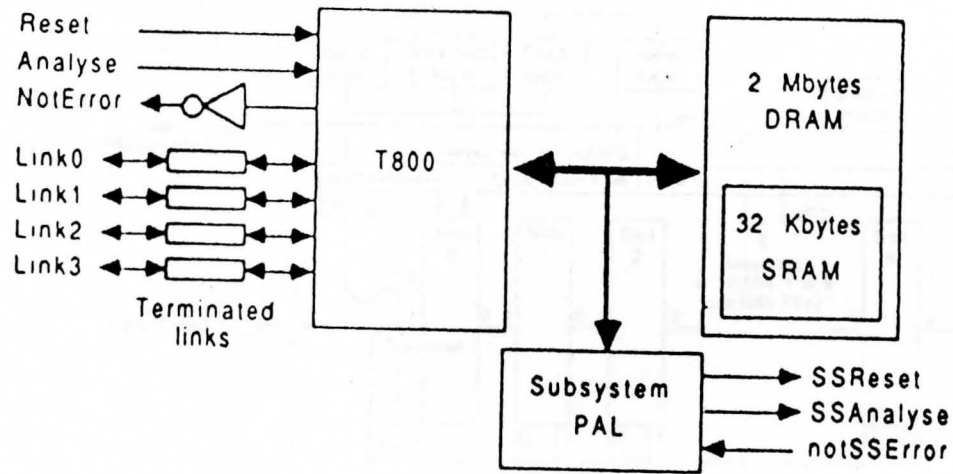 Reset
Analyse
NotError
Link0
Link1
Link2
Link3
Terminated
links
T800
2 Mbytes
DRAM
32 Kbytes
SRAM
Subsystem
PAL
SSReset
SSAnalyse
notSSError